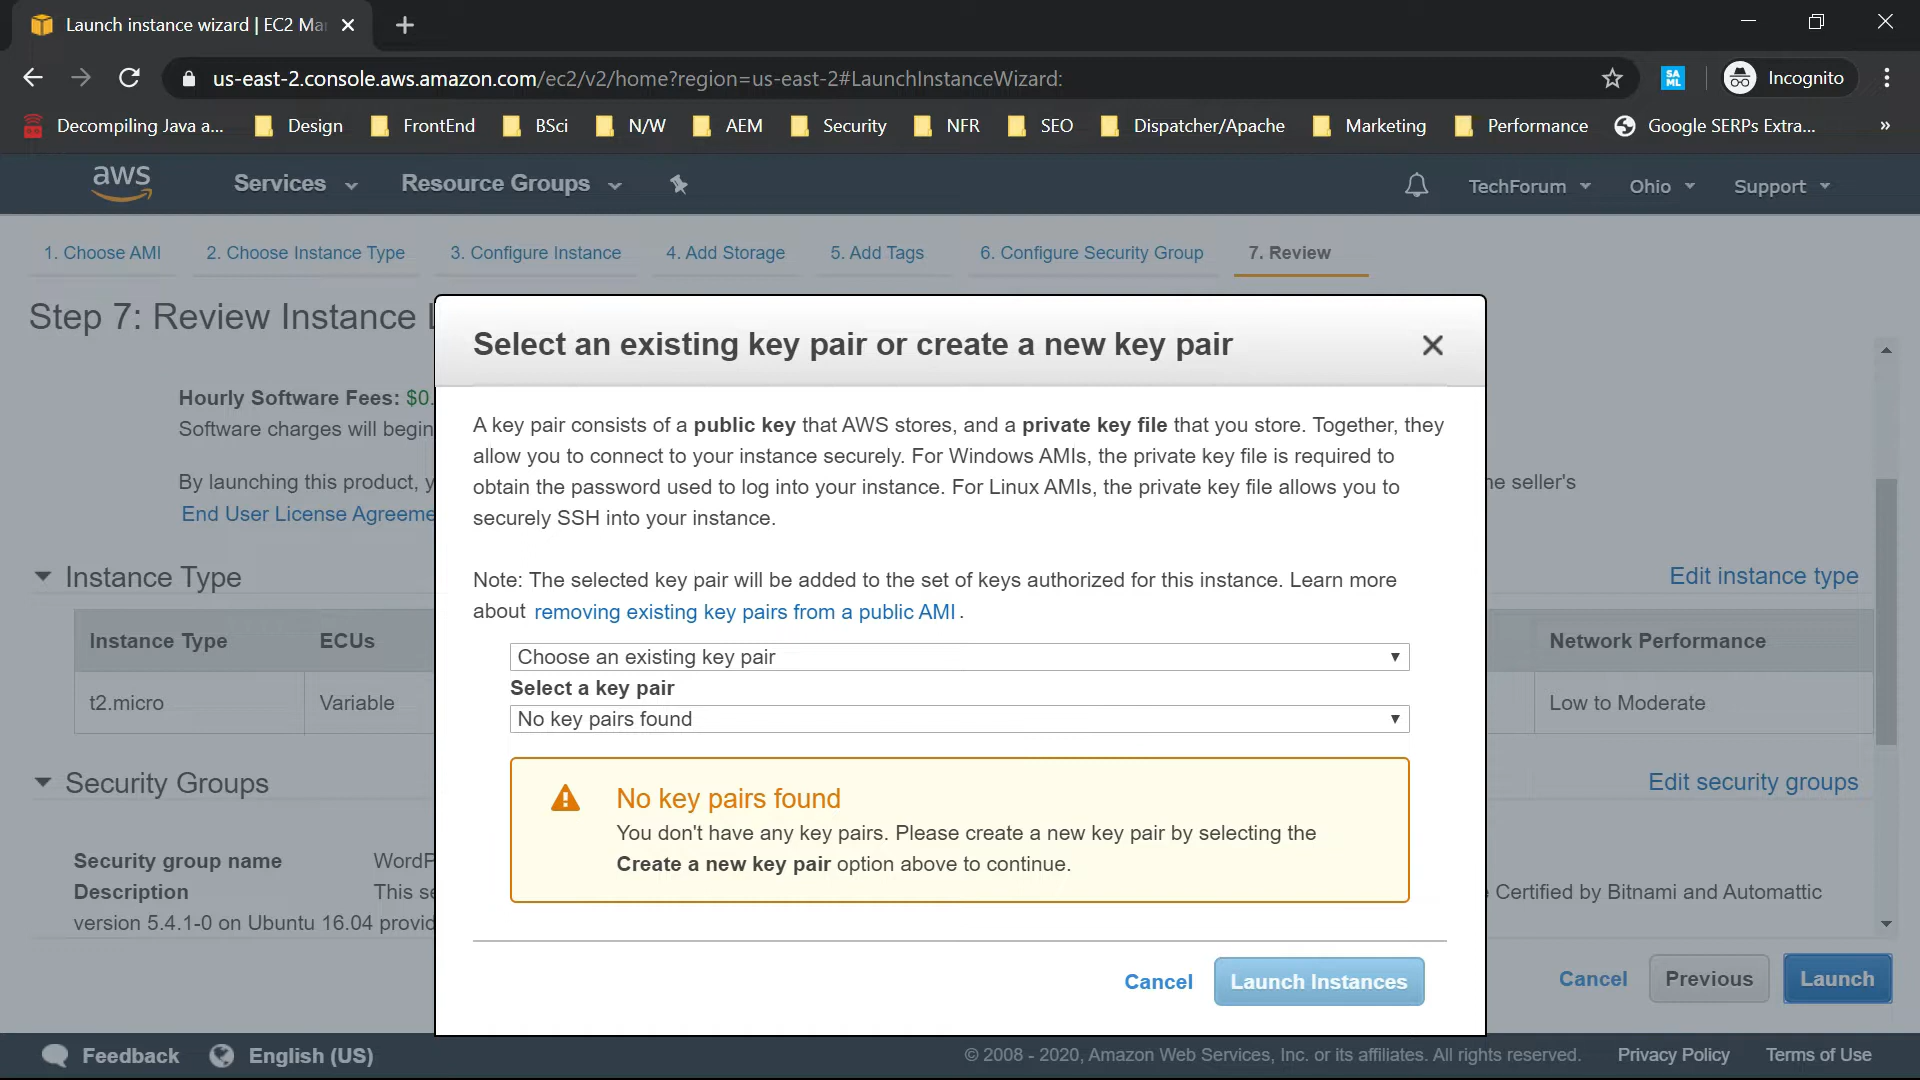 Launch instance wizard | EC2 Ma
us-east-2.console.aws.amazon.com/ec2/v2/home?region=us-east-2#LaunchInstanceWizard:
SA
ML
Incognito
Decompiling Java a...
Design
FrontEnd
BSci
N/W
AEM
Security
NFR
SEO
Dispatcher/Apache
Marketing
Performance
Google SERPs Extra...
»
aws
Services
Resource Groups
TechForum
Ohio
Support
1. Choose AMI
2. Choose Instance Type
3. Configure Instance
4. Add Storage
5. Add Tags
6. Configure Security Group
7. Review
Step 7: Review Instance L
Hourly Software Fees: $0.
Software charges will begin
By launching this product, y
he seller's
End User License Agreeme
Select an existing key pair or create a new key pair
A key pair consists of a public key that AWS stores, and a private key file that you store. Together, they
allow you to connect to your instance securely. For Windows AMIs, the private key file is required to
obtain the password used to log into your instance. For Linux AMIs, the private key file allows you to
securely SSH into your instance.
Note: The selected key pair will be added to the set of keys authorized for this instance. Learn more
about removing existing key pairs from a public AMI.
Choose an existing key pair
Select a key pair
No key pairs found
No key pairs found
You don't have any key pairs. Please create a new key pair by selecting the
Create a new key pair option above to continue.
Cancel
Launch Instances
Instance Type
Edit instance type
Instance Type
ECUs
Network Performance
t2.micro
Variable
Low to Moderate
Security Groups
Edit security groups
Security group name
WordP
Description
This se
Certified by Bitnami and Automattic
version 5.4.1-0 on Ubuntu 16.04 provid
Cancel
Previous
Launch
Feedback
English (US)
© 2008 - 2020, Amazon Web Services, Inc. or its affiliates. All rights reserved.
Privacy Policy
Terms of Use